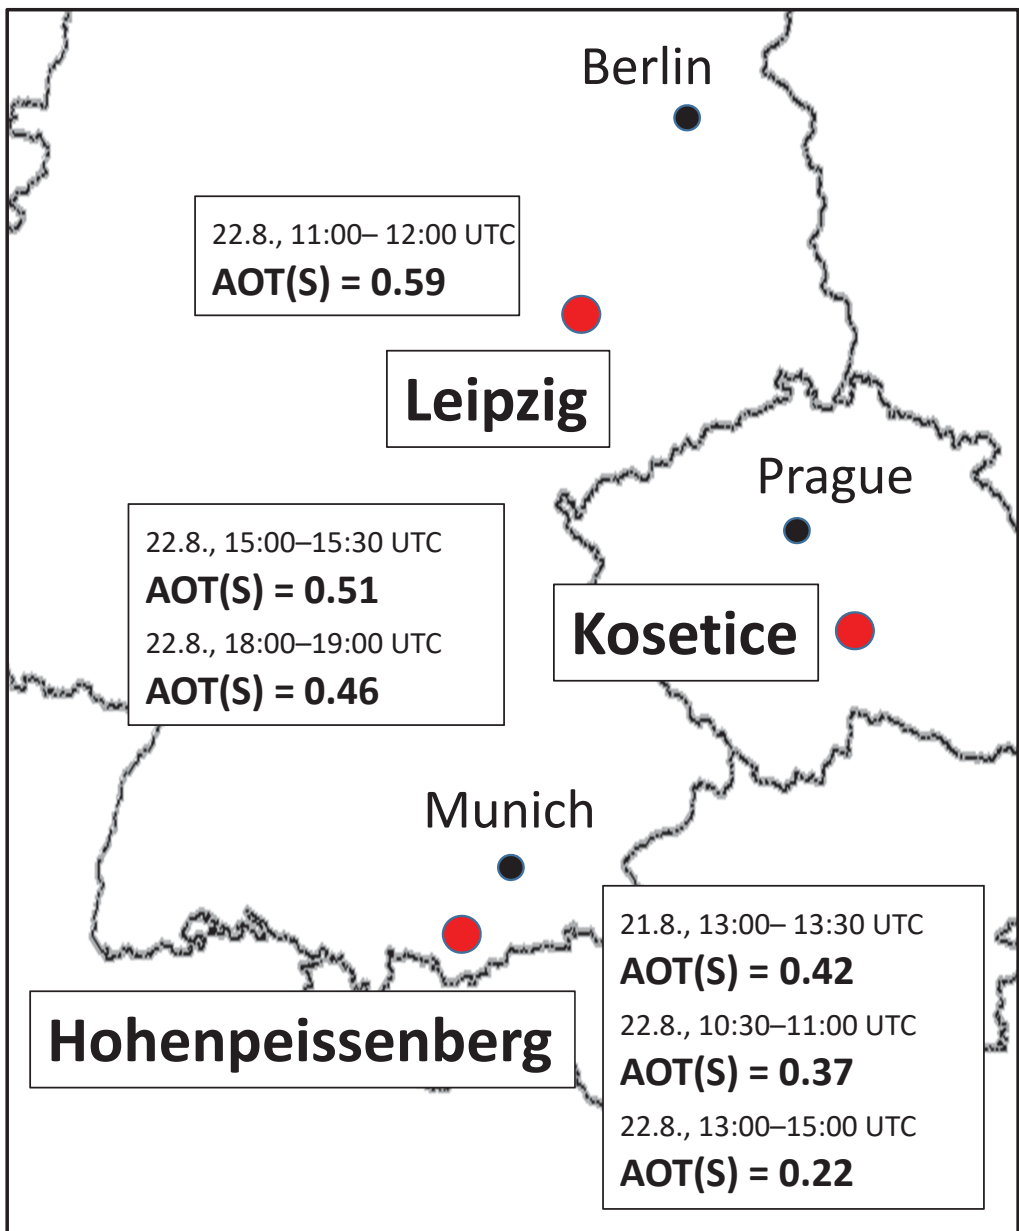 Berlin
22.8., 11:00– 12:00 UTC
AOT(S) = 0.59
Leipzig
Prague
22.8., 15:00–15:30 UTC
AOT(S) = 0.51
22.8., 18:00–19:00 UTC
AOT(S) = 0.46
Kosetice
Munich
21.8., 13:00– 13:30 UTC
AOT(S) = 0.42
22.8., 10:30–11:00 UTC
AOT(S) = 0.37
22.8., 13:00–15:00 UTC
AOT(S) = 0.22
Hohenpeissenberg